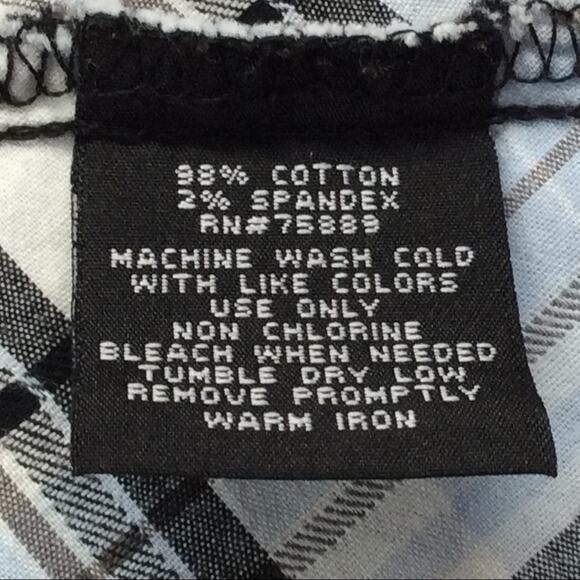 98% COTTON
2% SPANDEX
RN#75889
MACHINE WASH COLD
WITH LIKE COLORS
USE ONLY
NON CHLORINE
BLEACH WHEN NEEDED
TUMBLE DRY LOW
REMOVE PROMPTLY
WARM IRON